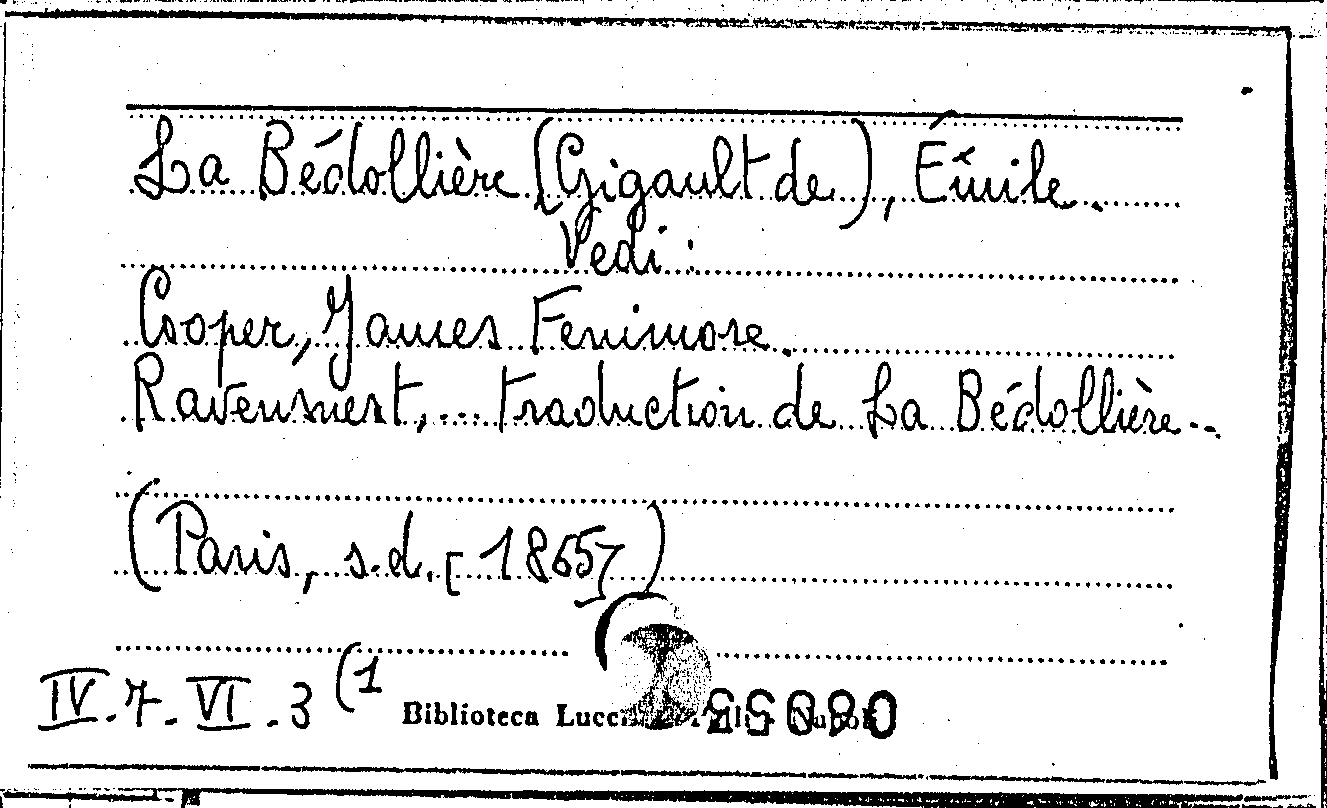 La Bédollière (Gigault de), Émile.
Vedi:
Cooper, James Fenimore.
Ravensnest,... traduction de La Bédollière...
(Paris, s.d. [1865])
IV.7.VI.3 (1
Biblioteca